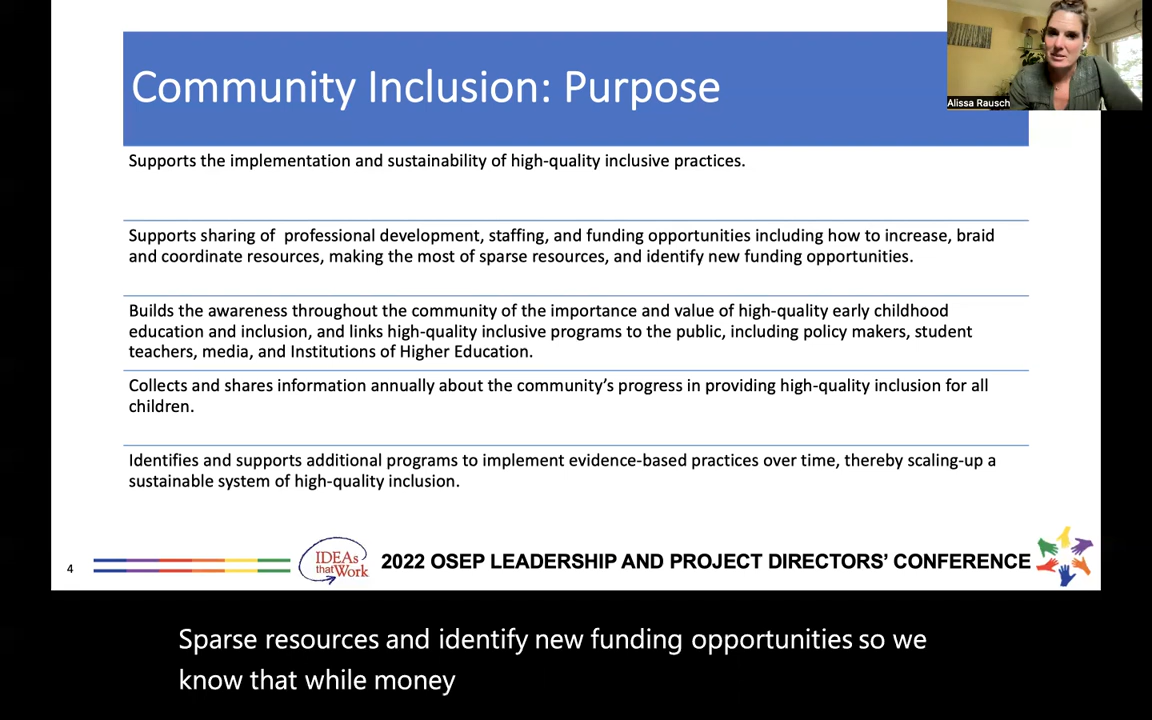 Community Inclusion: Purpose
Alissa Rausch
Supports the implementation and sustainability of high-quality inclusive practices.
Supports sharing of professional development, staffing, and funding opportunities including how to increase, braid
and coordinate resources, making the most of sparse resources, and identify new funding opportunities.
Builds the awareness throughout the community of the importance and value of high-quality early childhood
education and inclusion, and links high-quality inclusive programs to the public, including policy makers, student
teachers, media, and Institutions of Higher Education.
Collects and shares information annually about the community's progress in providing high-quality inclusion for all
children.
Identifies and supports additional programs to implement evidence-based practices over time, thereby scaling-up a
sustainable system of high-quality inclusion.
4
IDEAs
that Work
2022 OSEP LEADERSHIP AND PROJECT DIRECTORS' CONFERENCE
Sparse resources and identify new funding opportunities so we
know that while money